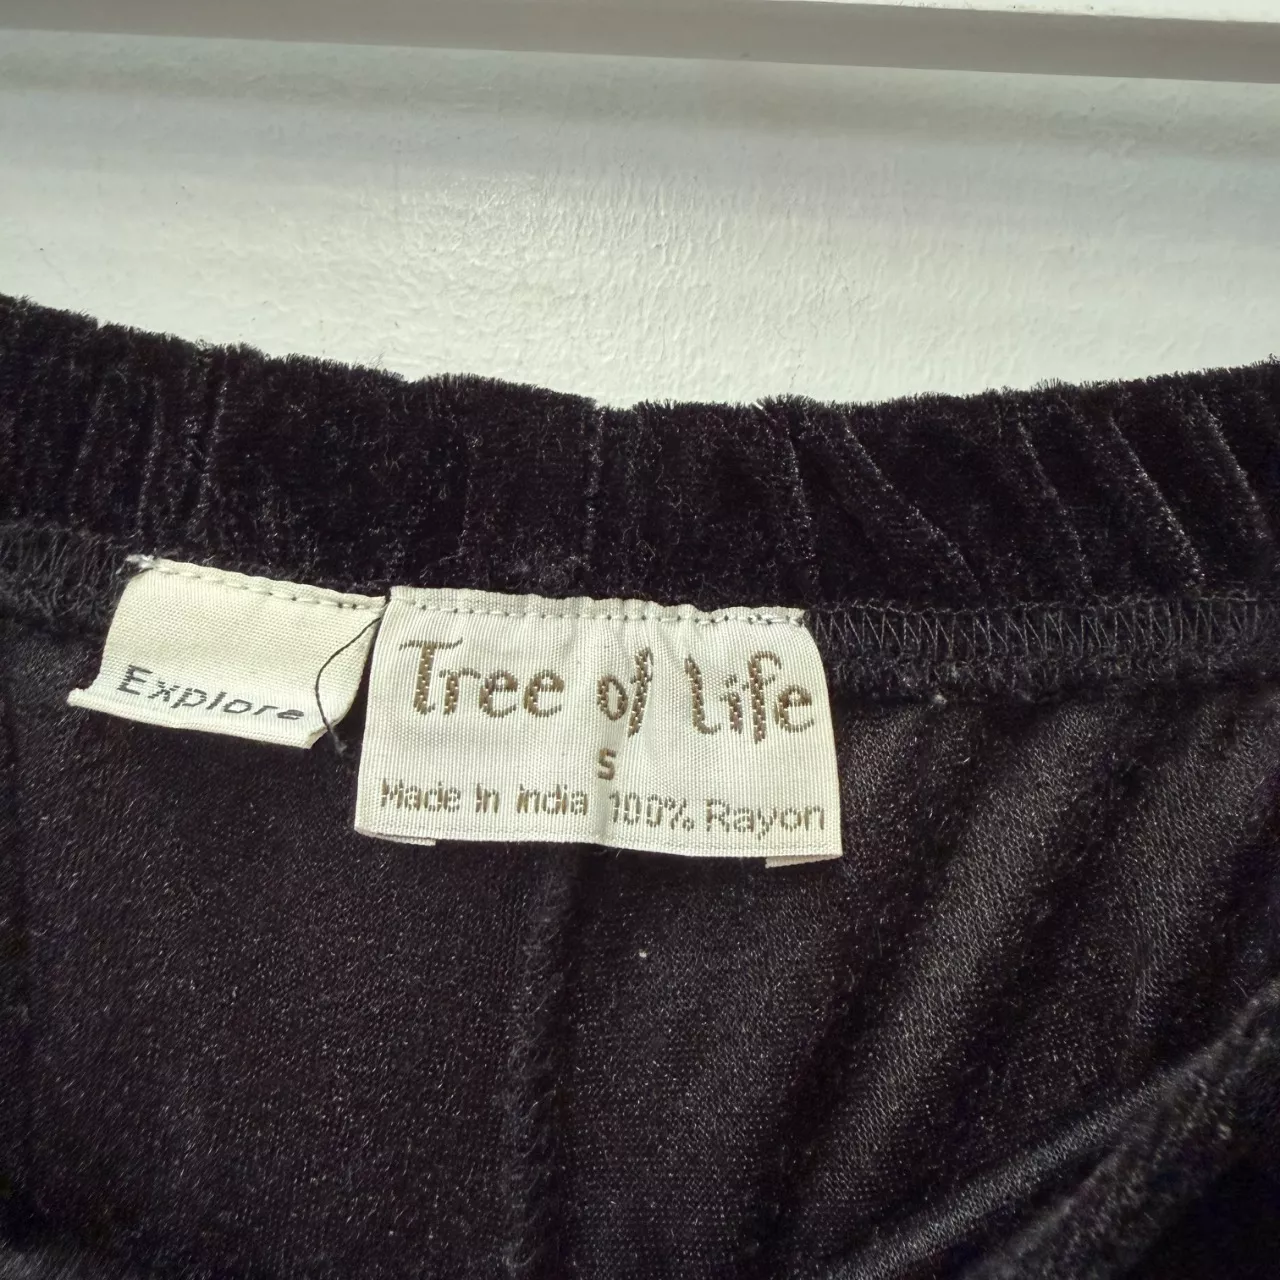 Explore
Tree of Life
S
Made In india 100% Rayon